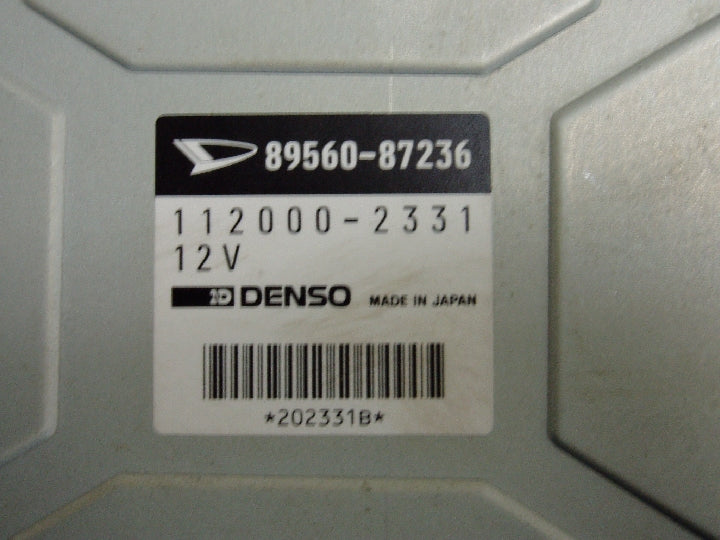 89560-87236
112000-2331
12V
DENSO MADE IN JAPAN
*202331B*